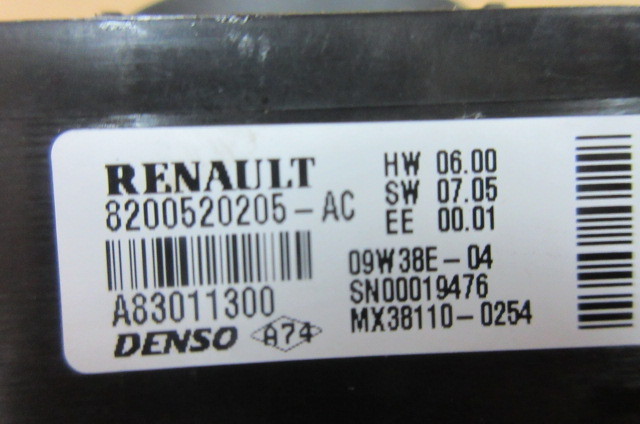 RENAULT
8200520205-AC
A83011300
DENSO A74
HW 06.00
SW 07.05
EE 00.01
09W38E-04
SN00019476
MX38110-0254